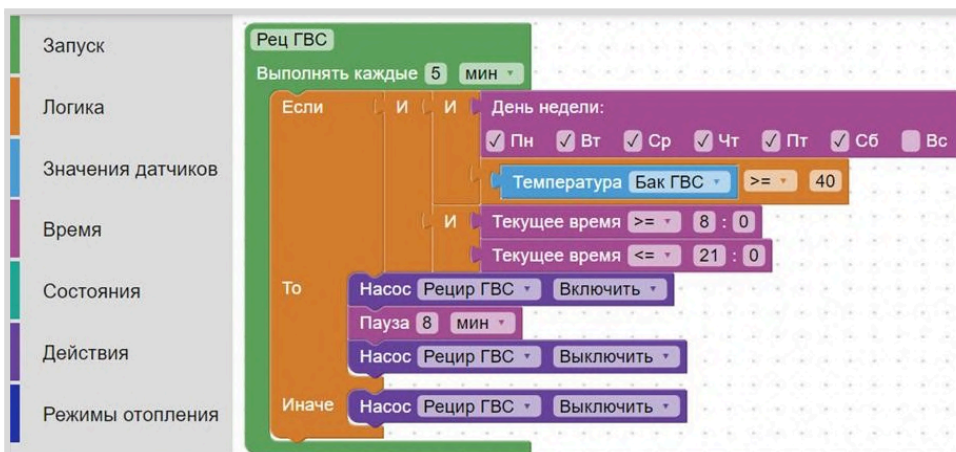 Запуск
Логика
Значения датчиков
Время
Состояния
Действия
Режимы отопления
Рец ГВС
Выполнять каждые 5 мин
Если И И День недели:
Пн Вт Ср Чт Пт Сб Вс
Температура Бак ГВС >= 40
И Текущее время >= 8 : 0
Текущее время <= 21 : 0
То Насос Рецир ГВС Включить
Пауза 8 мин
Насос Рецир ГВС Выключить
Иначе Насос Рецир ГВС Выключить